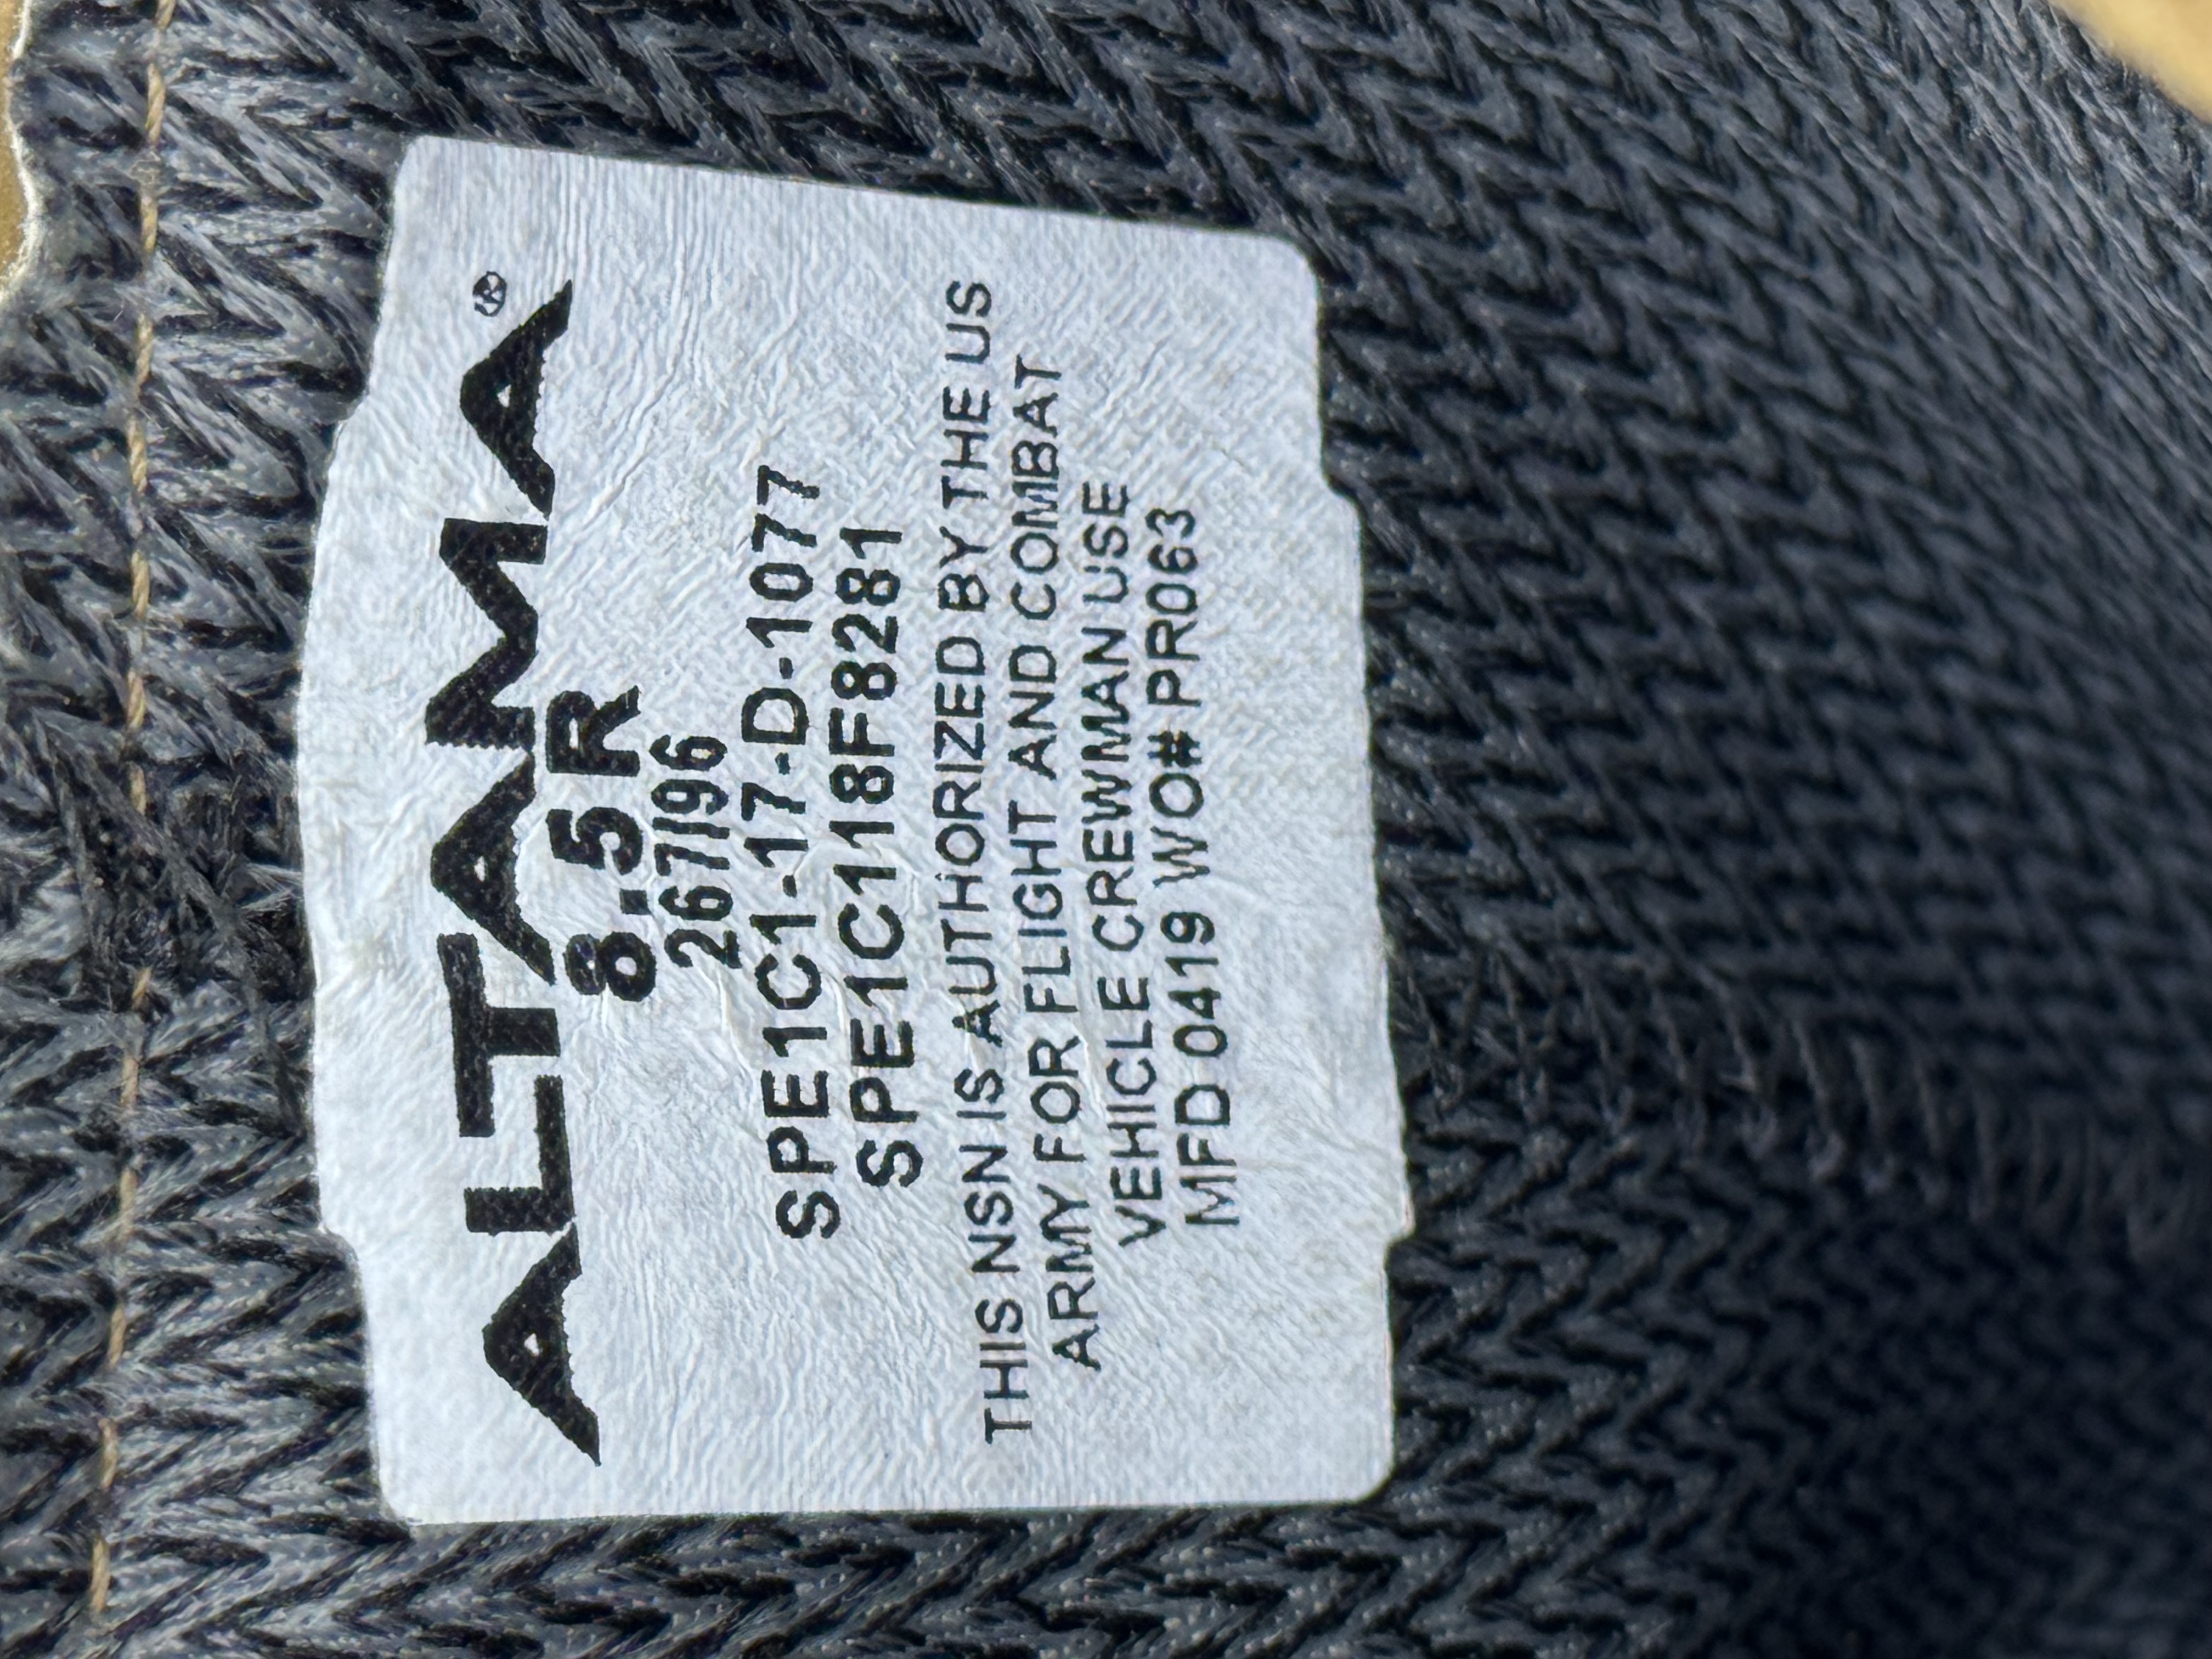 ALTAMA®
8.5R
267/96
SPE1C1-17-D-1077
SPE1C118F8281
THIS NSN IS AUTHORIZED BY THE US
ARMY FOR FLIGHT AND COMBAT
VEHICLE CREWMAN USE
MFD 0419 WO# PR063